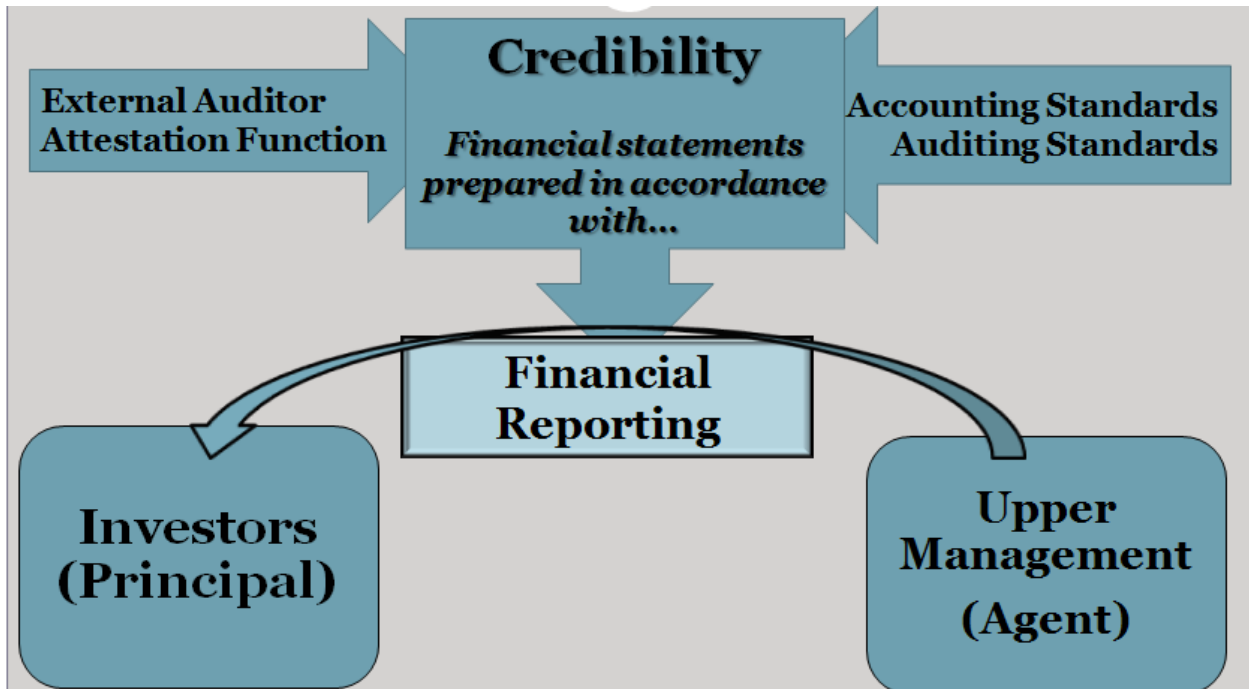 Credibility
External Auditor
Attestation Function
Financial statements
prepared in accordance
with...
Accounting Standards
Auditing Standards
Financial
Reporting
Investors
(Principal)
Upper
Management
(Agent)